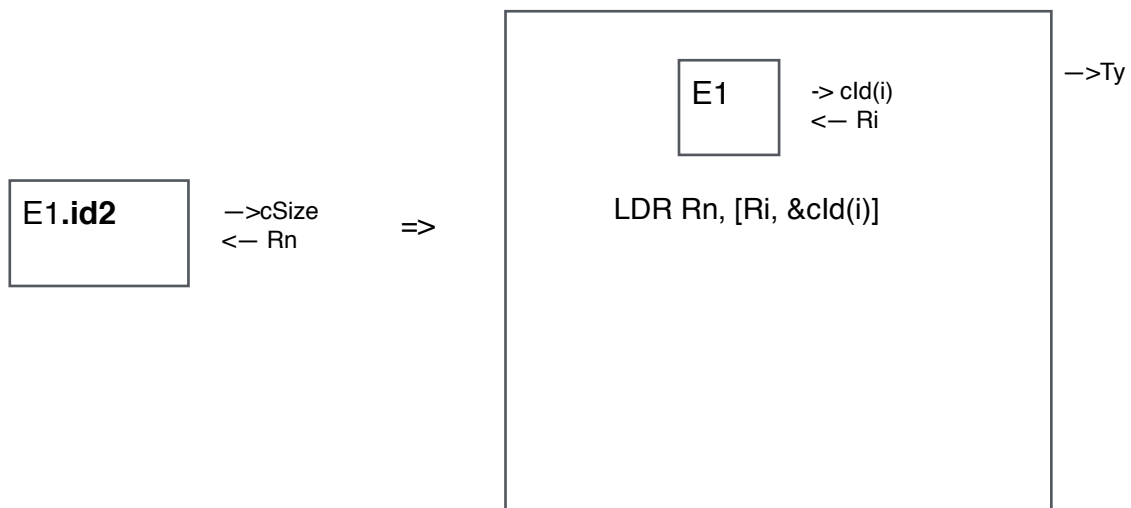 E1.id2
—>cSize
<— Rn
=>
E1
-> cId(i)
<— Ri
LDR Rn, [Ri, &cId(i)]
—>Ty